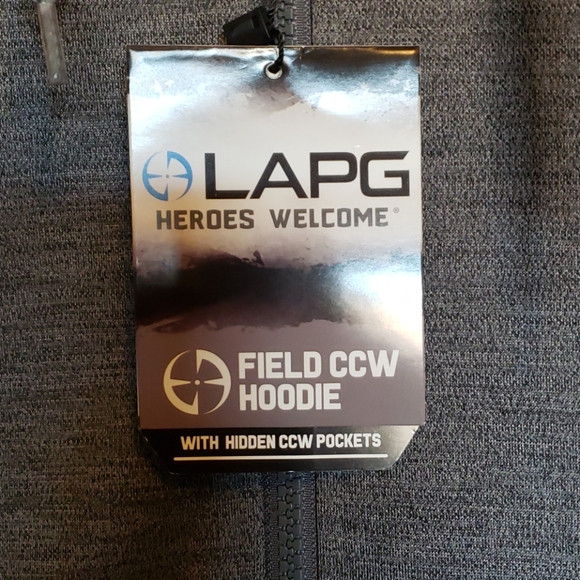 LAPG
HEROES WELCOME®
FIELD CCW
HOODIE
WITH HIDDEN CCW POCKETS